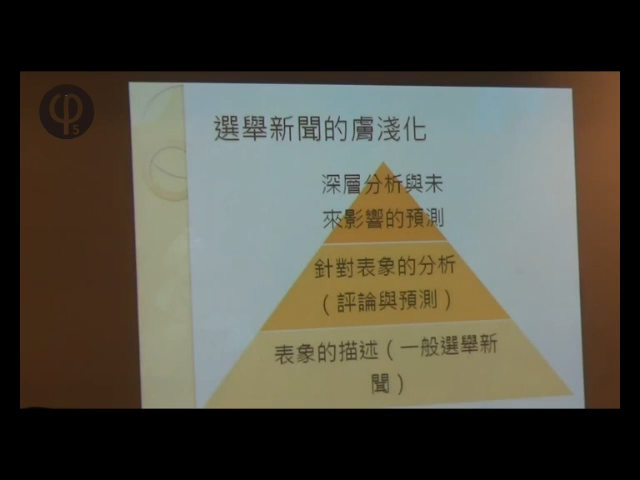 φ5
選舉新聞的膚淺化
深層分析與未
來影響的預測
針對表象的分析
（評論與預測）
表象的描述（一般選舉新
聞）